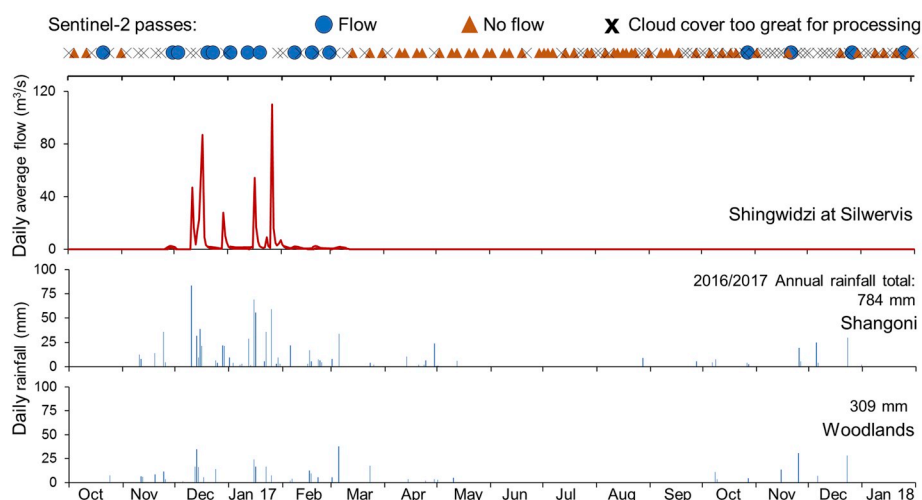 Sentinel-2 passes: Flow No flow X Cloud cover too great for processing
Daily average flow (m³/s)
120
80
40
0
Shingwidzi at Silwervis
Daily rainfall (mm)
100
75
50
25
0
2016/2017 Annual rainfall total:
784 mm
Shangoni
100
75
50
25
0
309 mm
Woodlands
Oct Nov Dec Jan 17 Feb Mar Apr May Jun Jul Aug Sep Oct Nov Dec Jan 18